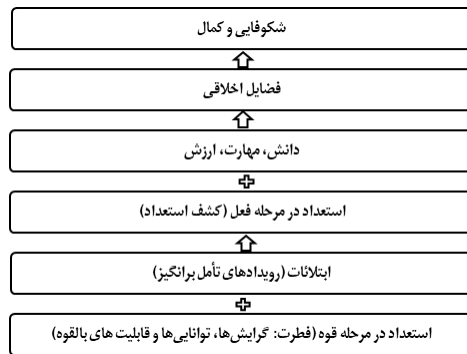 شکوفایی و کمال
فضایل اخلاقی
دانش، مهارت، ارزش
استعداد در مرحله فعل (کشف استعداد)
ابتلائات (رویدادهای تأمل برانگیز)
استعداد در مرحله قوه (فطرت: گرایش‌ها، توانایی‌ها و قابلیت های بالقوه)